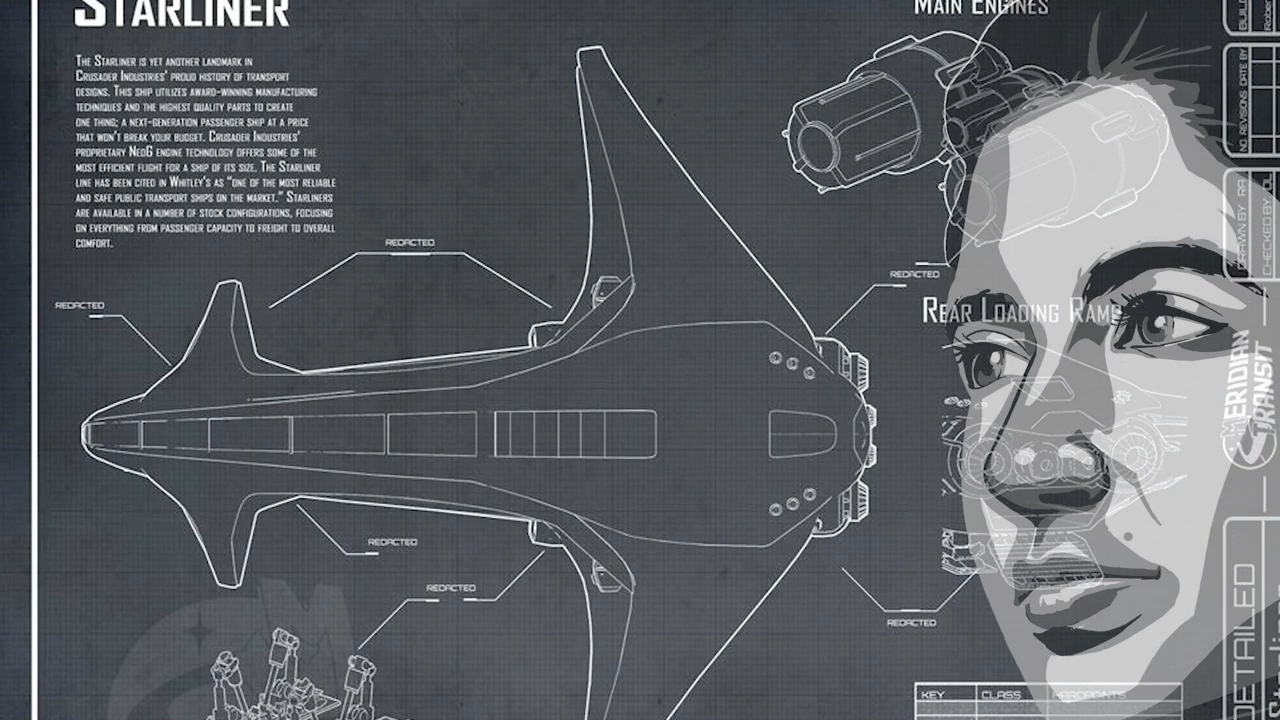 STARLINER
THE STARLINER IS YET ANOTHER LANDMARK IN
CRUSADER INDUSTRIES' PROUD HISTORY OF TRANSPORT
DESIGNS. THIS SHIP UTILIZES AWARD-WINNING MANUFACTURING
TECHNIQUES AND THE HIGHEST QUALITY PARTS TO CREATE
ONE THING; A NEXT-GENERATION PASSENGER SHIP AT A PRICE
THAT WON'T BREAK YOUR BUDGET. CRUSADER INDUSTRIES'
PROPRIETARY NEOG ENGINE TECHNOLOGY OFFERS SOME OF THE
MOST EFFICIENT FLIGHT FOR A SHIP OF ITS SIZE. THE STARLINER
LINE HAS BEEN CITED IN WHITLEY'S AS "ONE OF THE MOST RELIABLE
AND SAFE PUBLIC TRANSPORT SHIPS ON THE MARKET." STARLINERS
ARE AVAILABLE IN A NUMBER OF STOCK CONFIGURATIONS, FOCUSING
ON EVERYTHING FROM PASSENGER CAPACITY TO FREIGHT TO OVERALL
COMFORT.
REDACTED
REDACTED
REDACTED
REDACTED
REDACTED
REDACTED
MAIN ENGINES
REAR LOADING RAMP
KEY CLASS HARDPOINTS
BUILD
Rober
NO. REVISIONS DATE BY
DRAWN BY RA
CHECKED BY DL
MERIDIAN
TRANSIT
DETAILED